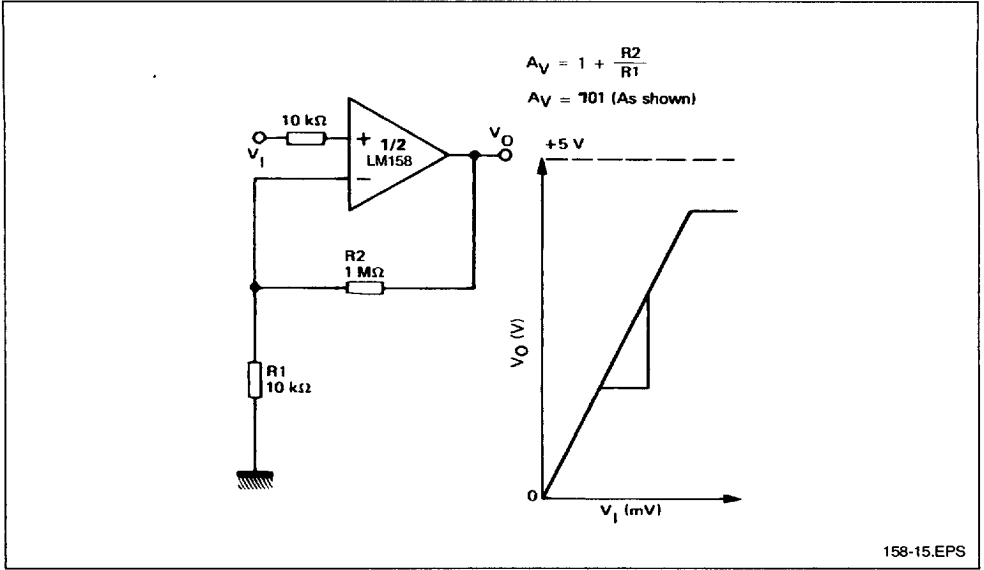 A_V = 1 + R2/R1
A_V = 101 (As shown)
10 kΩ
V_I
+
1/2
LM158
−
V_O
R2
1 MΩ
R1
10 kΩ
+5 V
V_O (V)
0
V_I (mV)
158-15.EPS